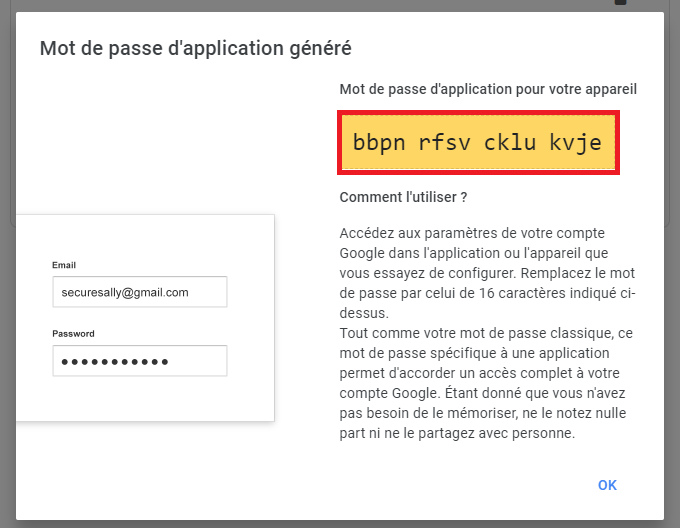 Mot de passe d'application généré
Mot de passe d'application pour votre appareil
bbpn rfsv cklu kvje
Comment l'utiliser ?
Accédez aux paramètres de votre compte
Google dans l'application ou l'appareil que
vous essayez de configurer. Remplacez le mot
de passe par celui de 16 caractères indiqué ci-
dessus.
Tout comme votre mot de passe classique, ce
mot de passe spécifique à une application
permet d'accorder un accès complet à votre
compte Google. Étant donné que vous n'avez
pas besoin de le mémoriser, ne le notez nulle
part ni ne le partagez avec personne.
Email
securesally@gmail.com
Password
●●●●●●●●●●●
OK